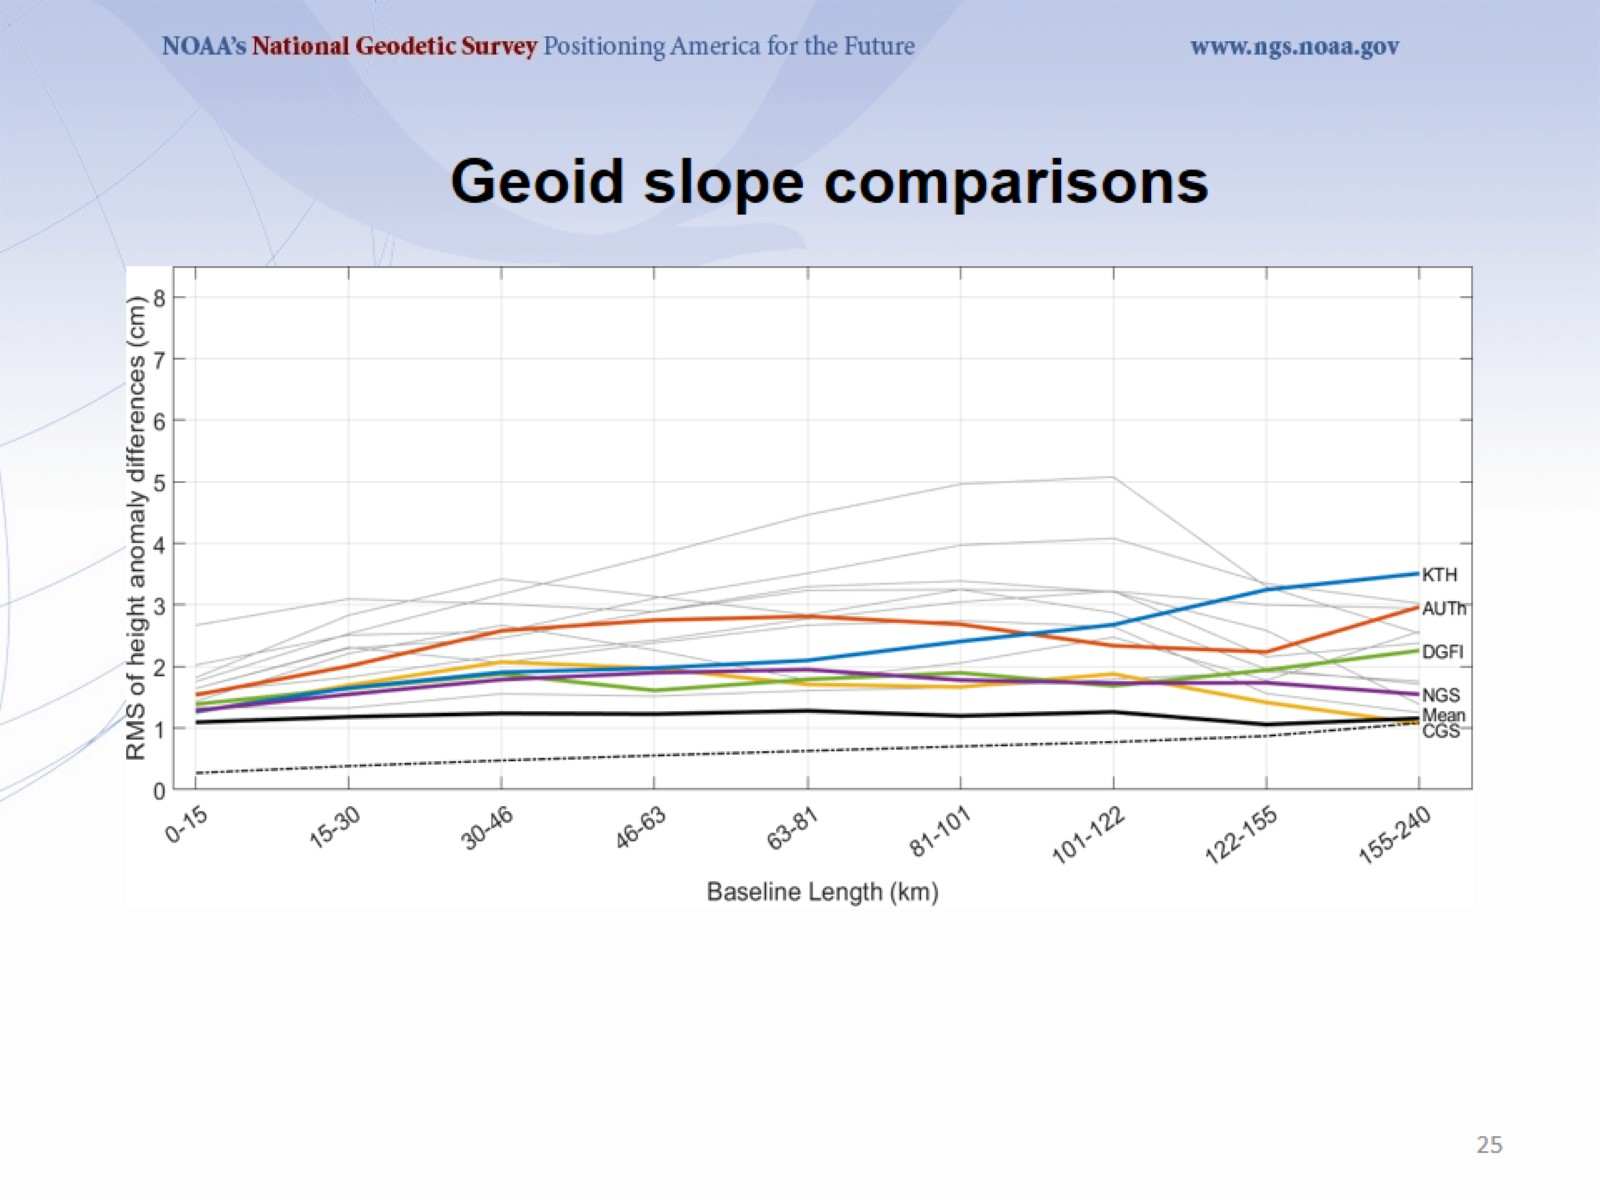 NOAA's National Geodetic Survey Positioning America for the Future www.ngs.noaa.gov
Geoid slope comparisons
RMS of height anomaly differences (cm)
8
7
6
5
4
3
2
1
0
KTH
AUTh
DGFI
NGS
Mean
CGS
0-15 15-30 30-46 46-63 63-81 81-101 101-122 122-155 155-240
Baseline Length (km)
25